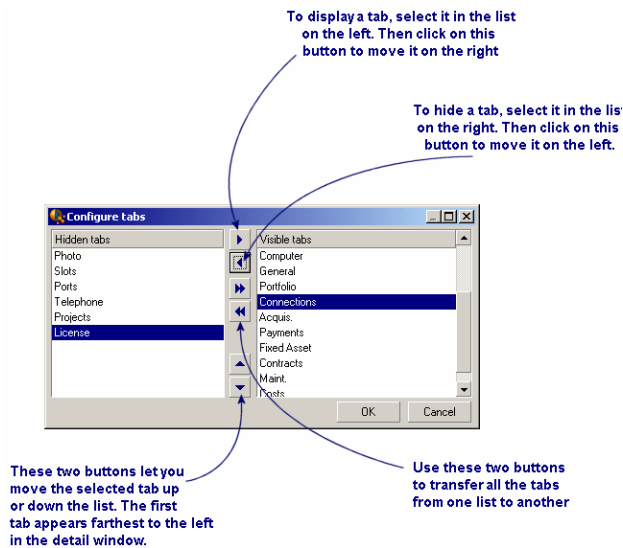 To display a tab, select it in the list
on the left. Then click on this
button to move it on the right
To hide a tab, select it in the list
on the right. Then click on this
button to move it on the left.
Configure tabs
Hidden tabs
Photo
Slots
Ports
Telephone
Projects
License
Visible tabs
Computer
General
Portfolio
Connections
Acquis.
Payments
Fixed Asset
Contracts
Maint.
Costs
OK
Cancel
These two buttons let you
move the selected tab up
or down the list. The first
tab appears farthest to the left
in the detail window.
Use these two buttons
to transfer all the tabs
from one list to another